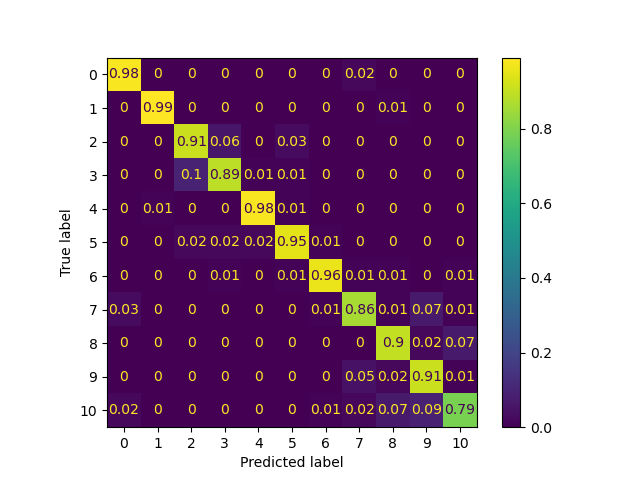 0 0.98 0 0 0 0 0 0 0.02 0 0 0
1 0 0.99 0 0 0 0 0 0 0.01 0 0
2 0 0 0.91 0.06 0 0.03 0 0 0 0 0
3 0 0 0.1 0.89 0.01 0.01 0 0 0 0 0
4 0 0.01 0 0 0.98 0.01 0 0 0 0 0
5 0 0 0.02 0.02 0.02 0.95 0.01 0 0 0 0
6 0 0 0 0.01 0 0.01 0.96 0.01 0.01 0 0.01
7 0.03 0 0 0 0 0 0.01 0.86 0.01 0.07 0.01
8 0 0 0 0 0 0 0 0 0.9 0.02 0.07
9 0 0 0 0 0 0 0 0.05 0.02 0.91 0.01
10 0.02 0 0 0 0 0 0.01 0.02 0.07 0.09 0.79
0 1 2 3 4 5 6 7 8 9 10
Predicted label
True label
0.8
0.6
0.4
0.2
0.0